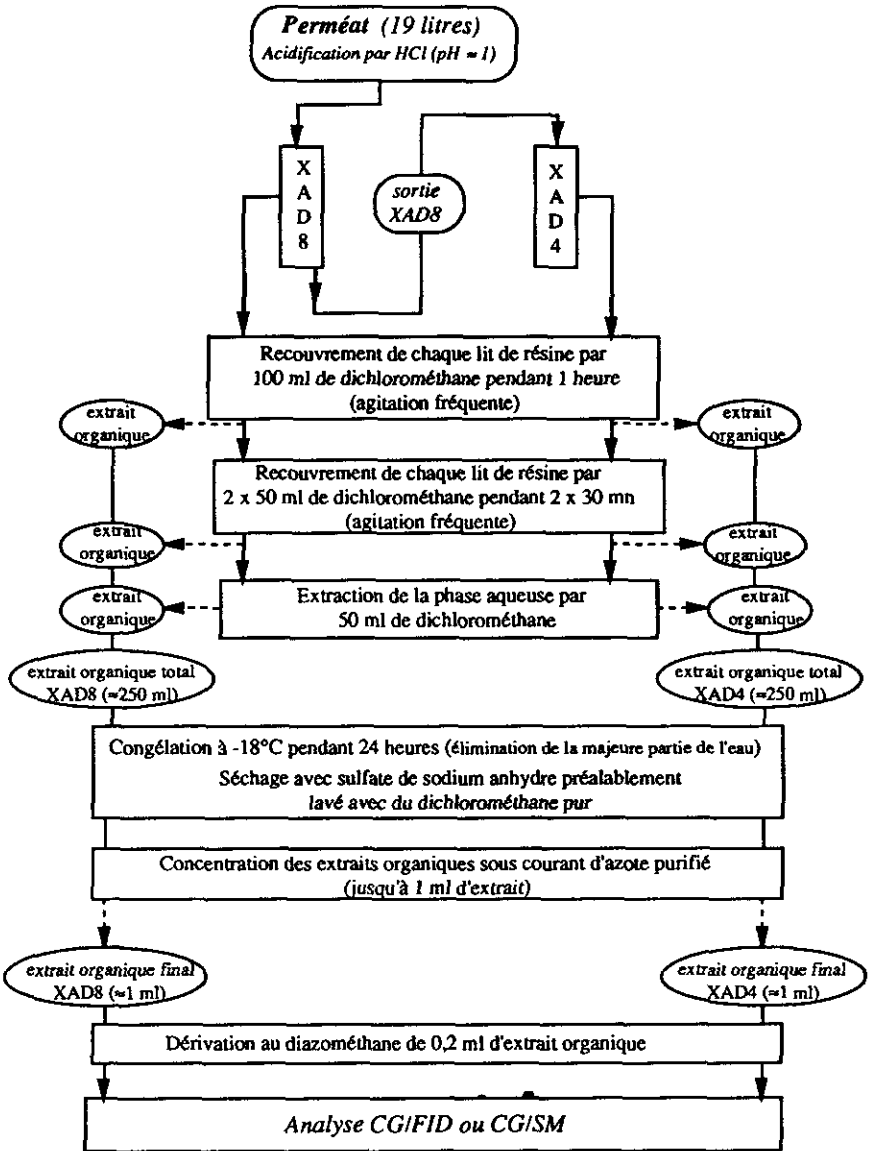 Perméat (19 litres)
Acidification par HCl (pH ≈ 1)
X
A
D
8
sortie
XAD8
X
A
D
4
Recouvrement de chaque lit de résine par
100 ml de dichlorométhane pendant 1 heure
(agitation fréquente)
extrait
organique
extrait
organique
Recouvrement de chaque lit de résine par
2 x 50 ml de dichlorométhane pendant 2 x 30 mn
(agitation fréquente)
extrait
organique
extrait
organique
Extraction de la phase aqueuse par
50 ml de dichlorométhane
extrait
organique
extrait
organique
extrait organique total
XAD8 (≈250 ml)
extrait organique total
XAD4 (≈250 ml)
Congélation à -18°C pendant 24 heures (élimination de la majeure partie de l'eau)
Séchage avec sulfate de sodium anhydre préalablement
lavé avec du dichlorométhane pur
Concentration des extraits organiques sous courant d'azote purifié
(jusqu'à 1 ml d'extrait)
extrait organique final
XAD8 (≈1 ml)
extrait organique final
XAD4 (≈1 ml)
Dérivation au diazométhane de 0,2 ml d'extrait organique
Analyse CG/FID ou CG/SM